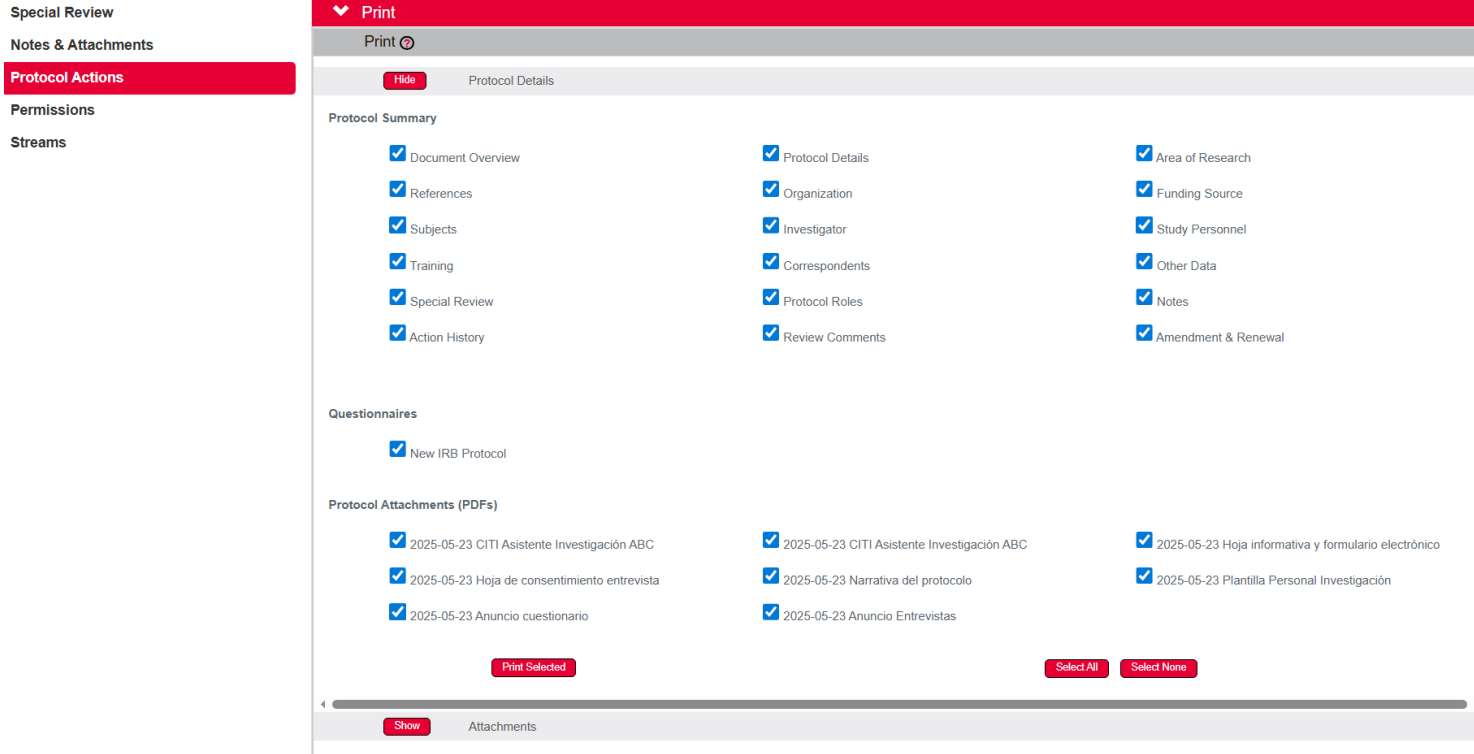 Special Review
Notes & Attachments
Protocol Actions
Permissions
Streams
Print
Print ?
Hide Protocol Details
Protocol Summary
Document Overview Protocol Details Area of Research
References Organization Funding Source
Subjects Investigator Study Personnel
Training Correspondents Other Data
Special Review Protocol Roles Notes
Action History Review Comments Amendment & Renewal
Questionnaires
New IRB Protocol
Protocol Attachments (PDFs)
2025-05-23 CITI Asistente Investigación ABC 2025-05-23 CITI Asistente Investigación ABC 2025-05-23 Hoja informativa y formulario electrónico
2025-05-23 Hoja de consentimiento entrevista 2025-05-23 Narrativa del protocolo 2025-05-23 Plantilla Personal Investigación
2025-05-23 Anuncio cuestionario 2025-05-23 Anuncio Entrevistas
Print Selected Select All Select None
Show Attachments